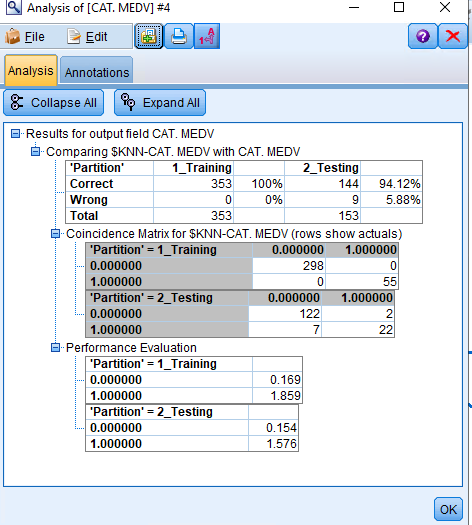 Analysis of [CAT. MEDV] #4
File Edit
Analysis Annotations
Collapse All Expand All
Results for output field CAT. MEDV
Comparing $KNN-CAT. MEDV with CAT. MEDV
'Partition' 1_Training 2_Testing
Correct 353 100% 144 94.12%
Wrong 0 0% 9 5.88%
Total 353 153
Coincidence Matrix for $KNN-CAT. MEDV (rows show actuals)
'Partition' = 1_Training 0.000000 1.000000
0.000000 298 0
1.000000 0 55
'Partition' = 2_Testing 0.000000 1.000000
0.000000 122 2
1.000000 7 22
Performance Evaluation
'Partition' = 1_Training
0.000000 0.169
1.000000 1.859
'Partition' = 2_Testing
0.000000 0.154
1.000000 1.576
OK